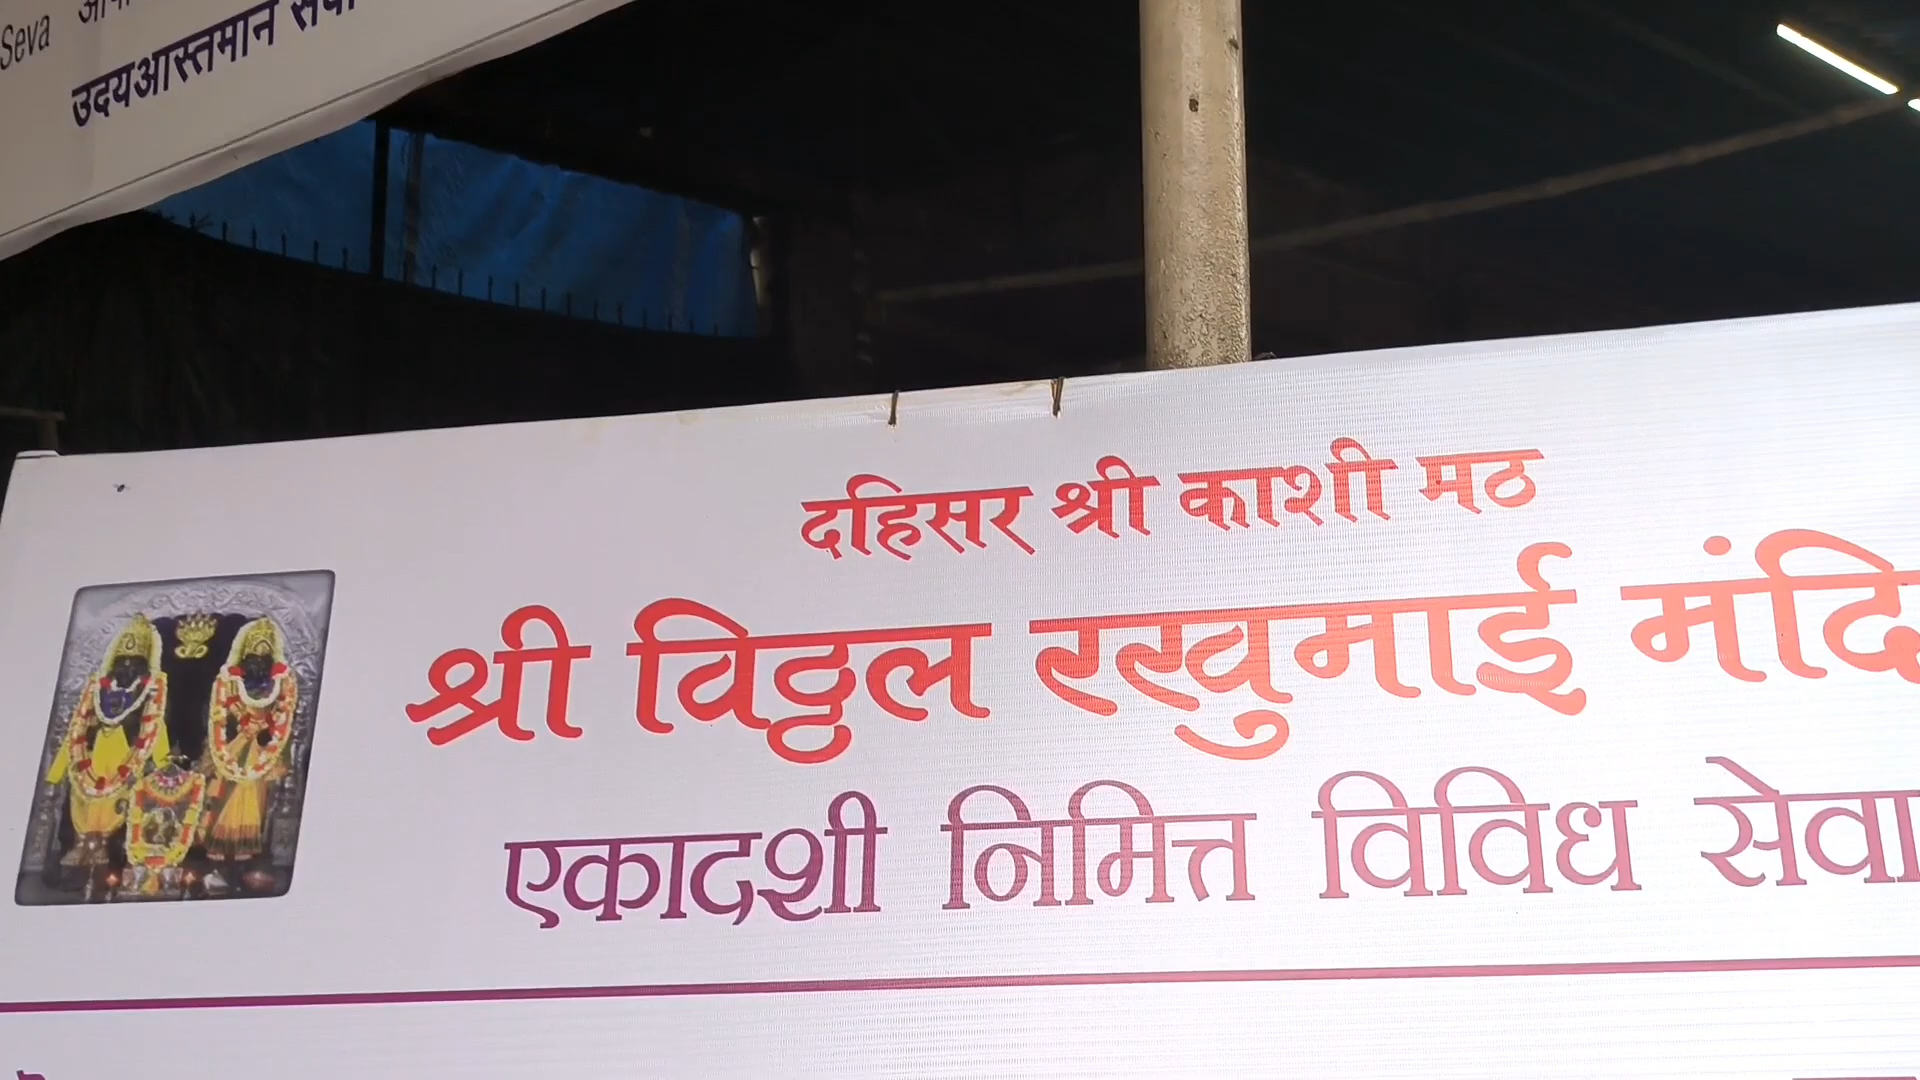 Seva
उदयआस्तमान सेवा
दहिसर श्री काशी मठ
श्री विठ्ठल रखुमाई मंदि
एकादशी निमित्त विविध सेवा